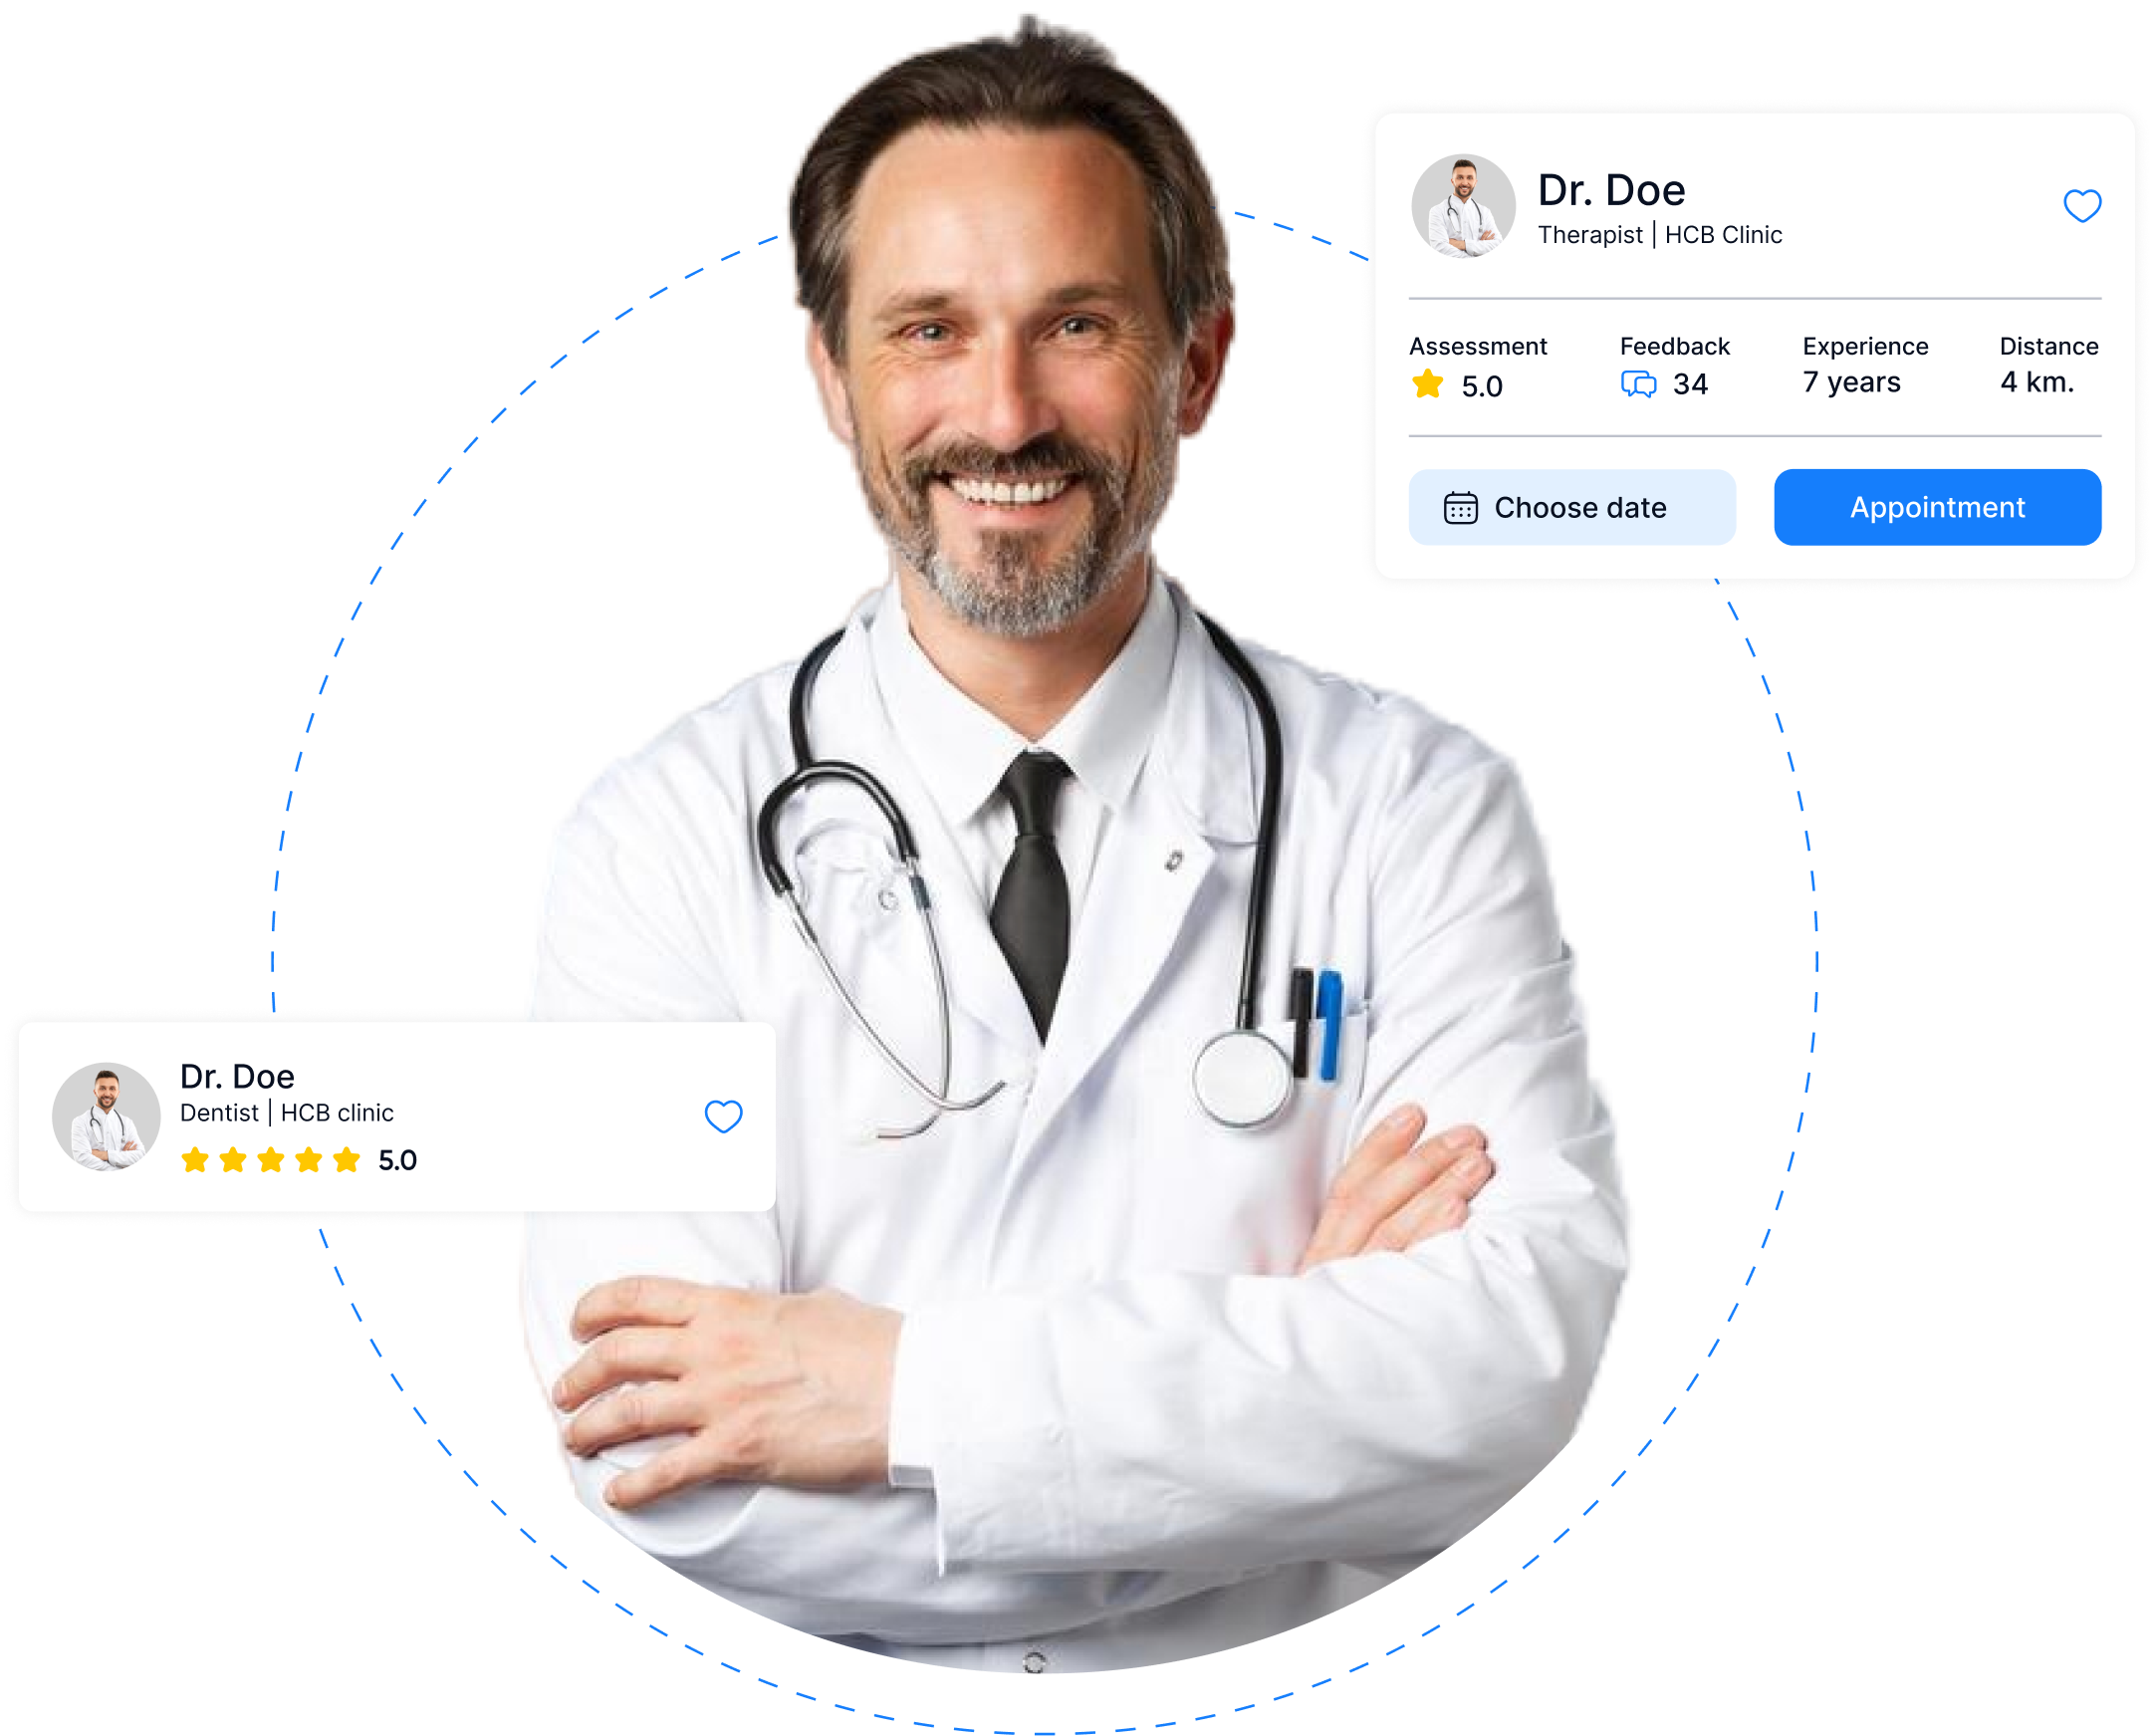 Dr. Doe
Therapist | HCB Clinic
Assessment Feedback Experience Distance
5.0 34 7 years 4 km.
Choose date Appointment
Dr. Doe
Dentist | HCB clinic
5.0